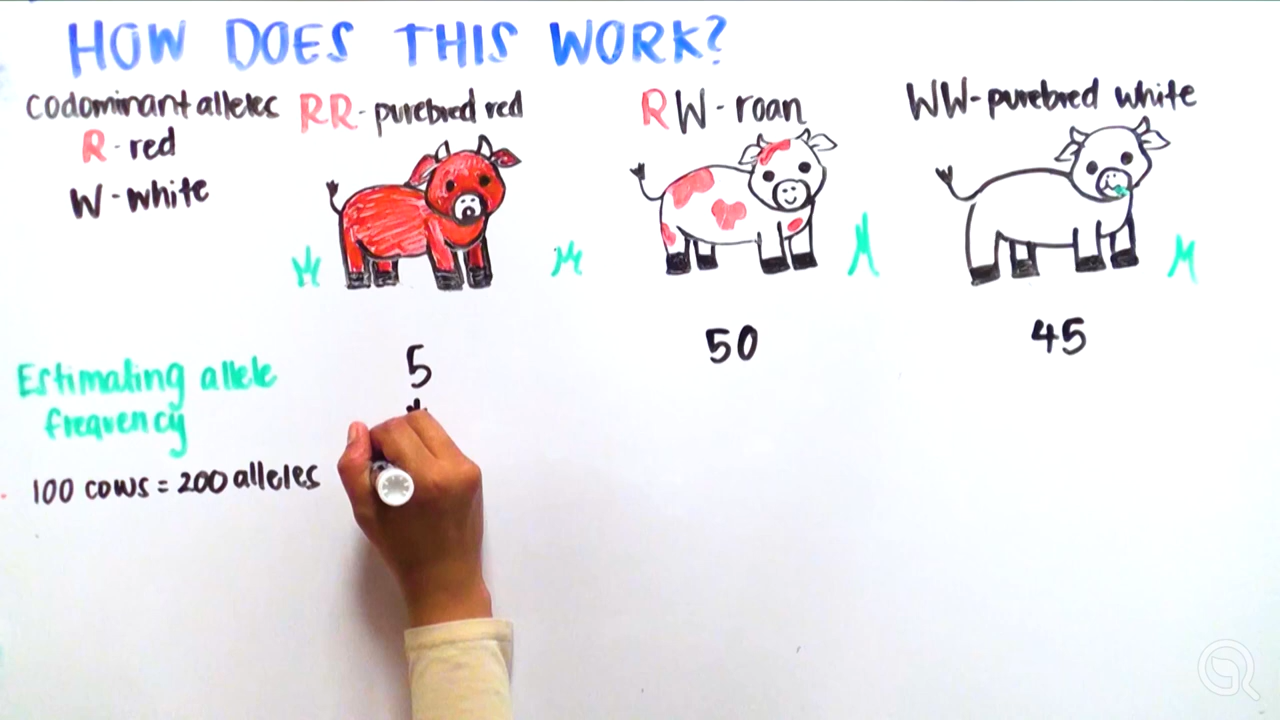 HOW DOES THIS WORK?
codominant alleles
R - red
W - white
RR - purebred red
RW - roan
WW - purebred white
5
50
45
Estimating allele
frequency
100 cows = 200 alleles